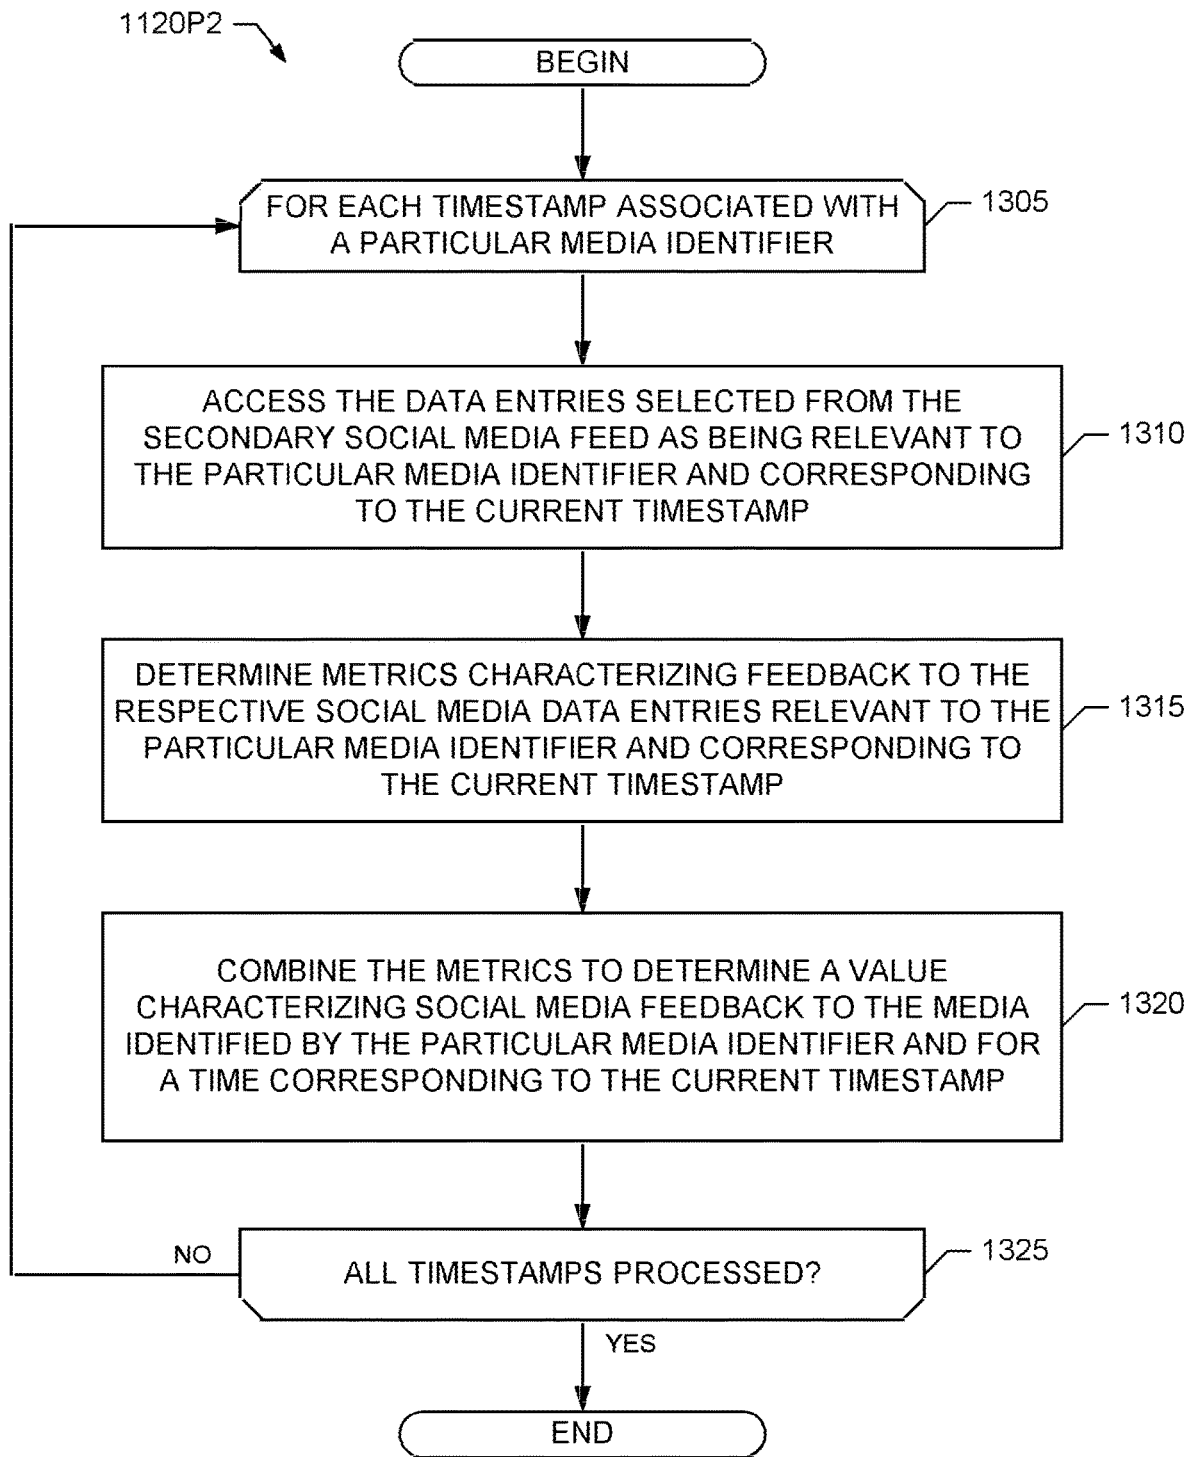 1120P2
BEGIN
FOR EACH TIMESTAMP ASSOCIATED WITH
A PARTICULAR MEDIA IDENTIFIER
1305
ACCESS THE DATA ENTRIES SELECTED FROM THE
SECONDARY SOCIAL MEDIA FEED AS BEING RELEVANT TO
THE PARTICULAR MEDIA IDENTIFIER AND CORRESPONDING
TO THE CURRENT TIMESTAMP
1310
DETERMINE METRICS CHARACTERIZING FEEDBACK TO THE
RESPECTIVE SOCIAL MEDIA DATA ENTRIES RELEVANT TO THE
PARTICULAR MEDIA IDENTIFIER AND CORRESPONDING TO
THE CURRENT TIMESTAMP
1315
COMBINE THE METRICS TO DETERMINE A VALUE
CHARACTERIZING SOCIAL MEDIA FEEDBACK TO THE MEDIA
IDENTIFIED BY THE PARTICULAR MEDIA IDENTIFIER AND FOR
A TIME CORRESPONDING TO THE CURRENT TIMESTAMP
1320
NO
ALL TIMESTAMPS PROCESSED?
1325
YES
END